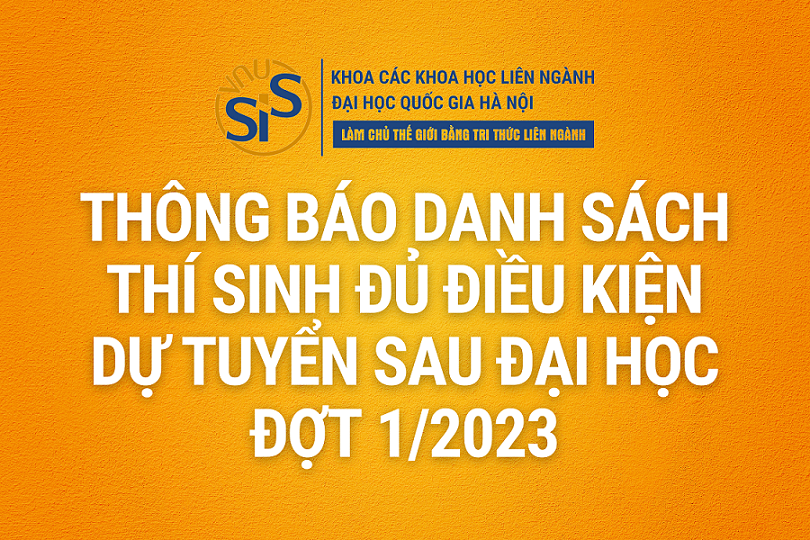 VNU
SIS
KHOA CÁC KHOA HỌC LIÊN NGÀNH
ĐẠI HỌC QUỐC GIA HÀ NỘI
LÀM CHỦ THẾ GIỚI BẰNG TRI THỨC LIÊN NGÀNH
THÔNG BÁO DANH SÁCH
THÍ SINH ĐỦ ĐIỀU KIỆN
DỰ TUYỂN SAU ĐẠI HỌC
ĐỢT 1/2023